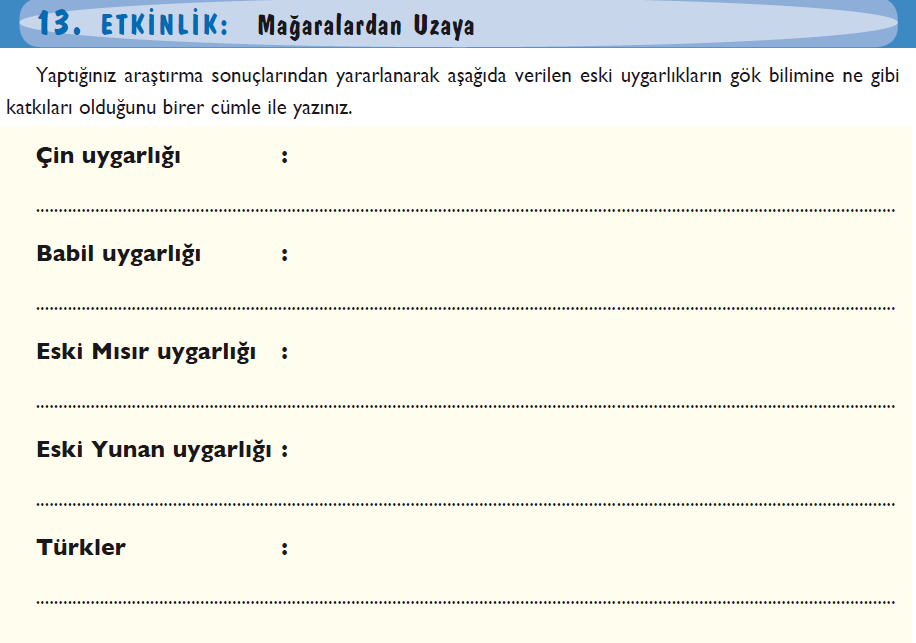 13. ETKİNLİK: Mağaralardan Uzaya
Yaptığınız araştırma sonuçlarından yararlanarak aşağıda verilen eski uygarlıkların gök bilimine ne gibi
katkıları olduğunu birer cümle ile yazınız.
Çin uygarlığı :
Babil uygarlığı :
Eski Mısır uygarlığı :
Eski Yunan uygarlığı :
Türkler :